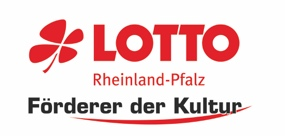 LOTTO
Rheinland-Pfalz
Förderer der Kultur